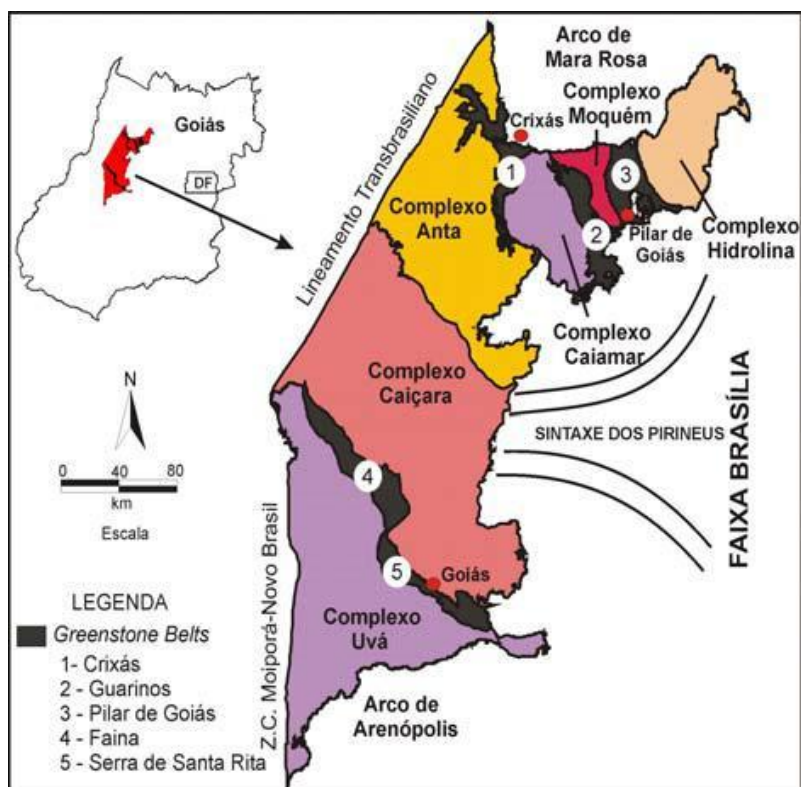 Goiás
DF
Arco de
Mara Rosa
Complexo
Moquém
Crixás
1
3
2
Pilar de
Goiás
Complexo
Hidrolina
Complexo
Caiamar
Lineamento Transbrasiliano
Complexo
Anta
Complexo
Caiçara
SINTAXE DOS PIRINEUS
FAIXA BRASÍLIA
4
5
Goiás
Complexo
Uvá
Arco de
Arenópolis
Z.C. Moiporá-Novo Brasil
N
0 40 80
km
Escala
LEGENDA
Greenstone Belts
1- Crixás
2 - Guarinos
3 - Pilar de Goiás
4 - Faina
5 - Serra de Santa Rita